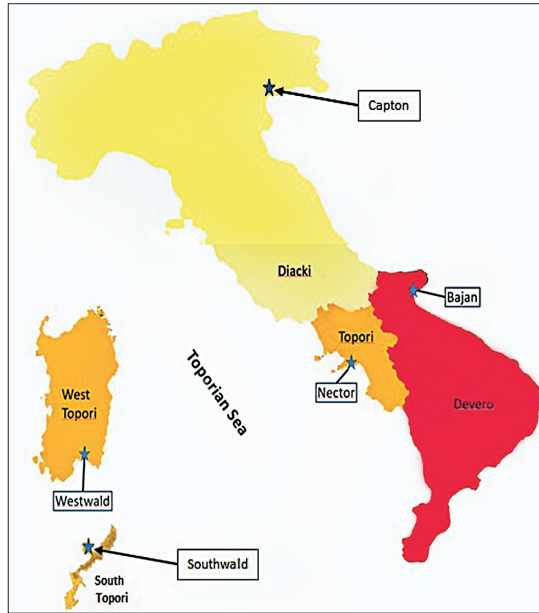 Capton
Diacki
Bajan
Topori
Toporian Sea
Nector
Devero
West
Topori
Westwald
Southwald
South
Topori